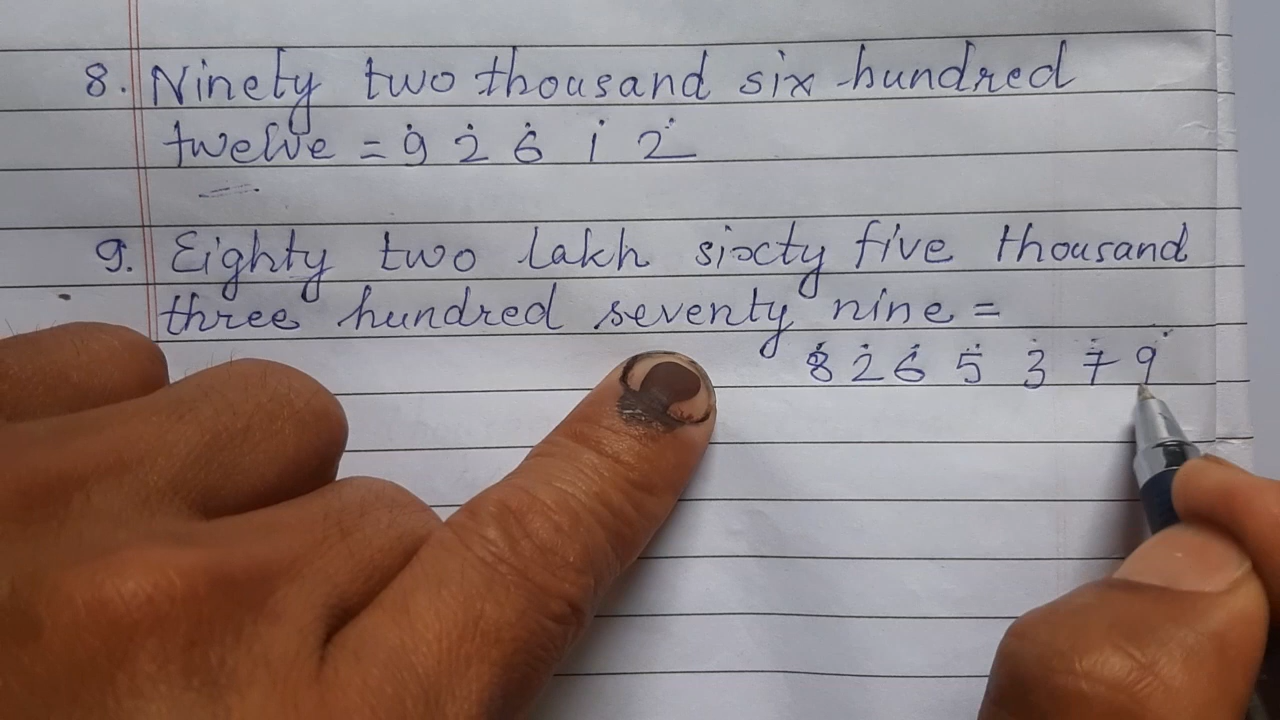 8. Ninety two thousand six hundred
twelve = 9 2 6 1 2
9. Eighty two lakh sixty five thousand
three hundred seventy nine =
8 2 6 5 3 7 9